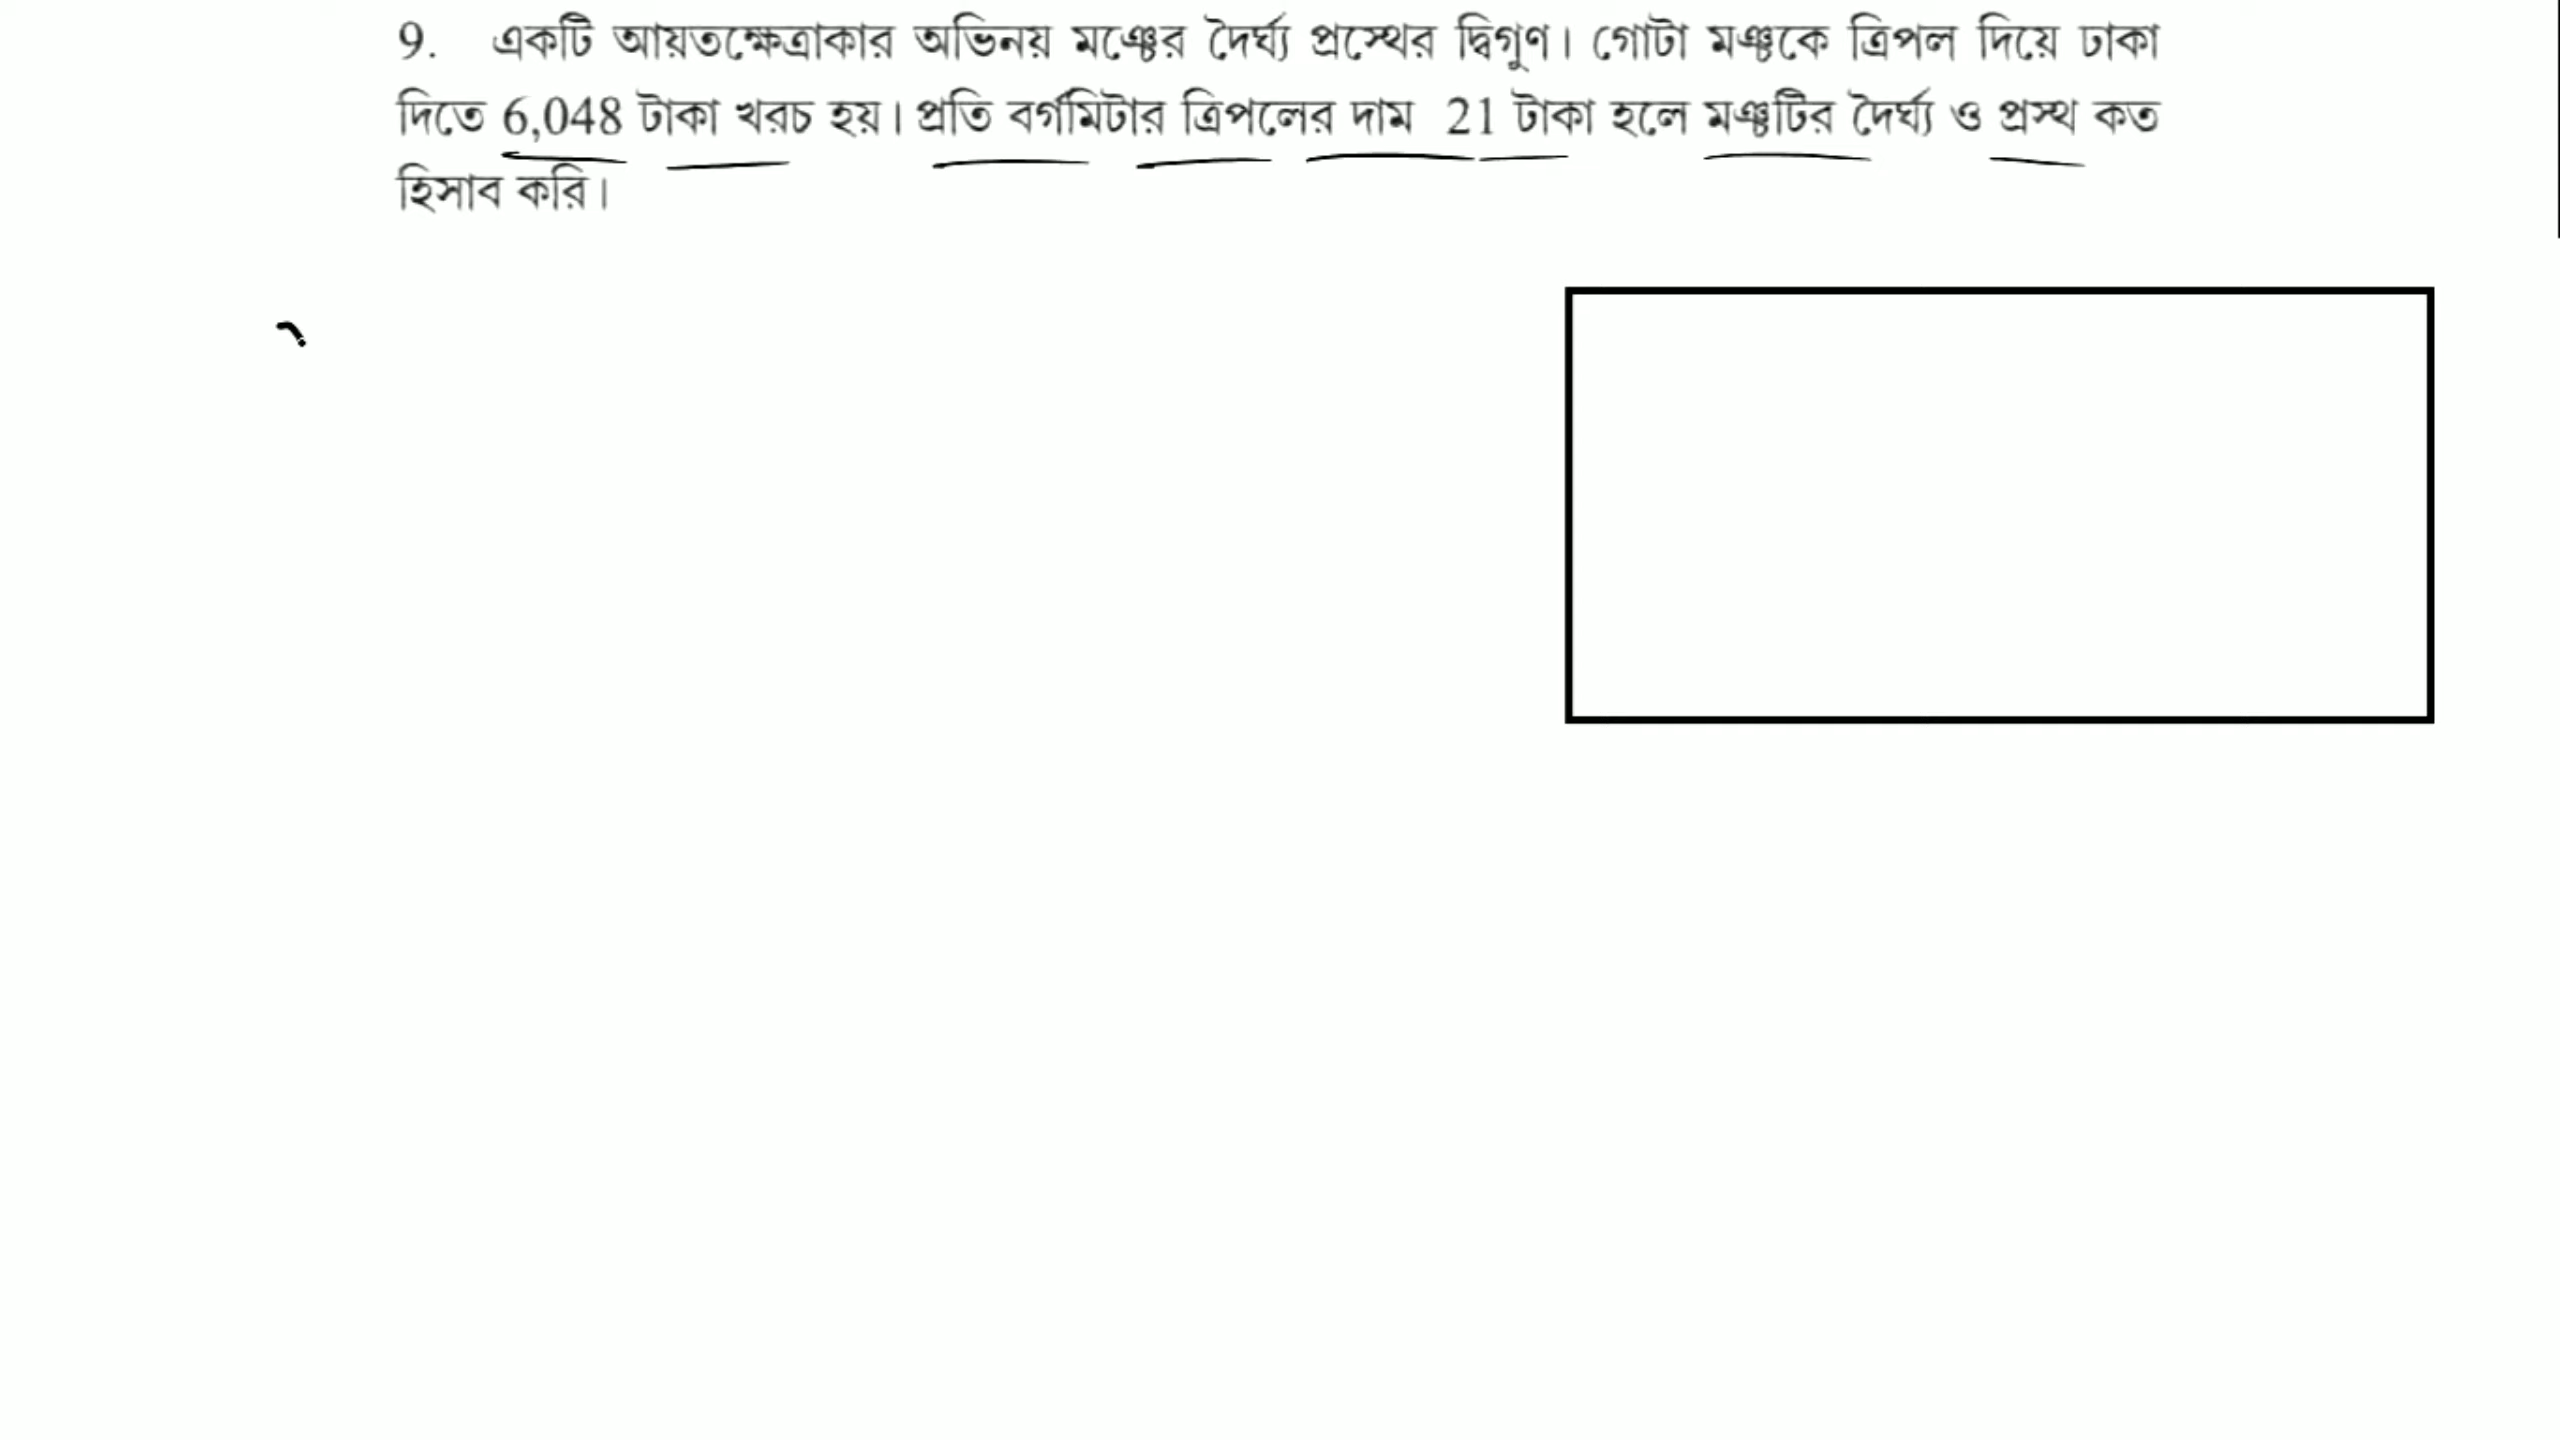 9. একটি আয়তক্ষেত্রাকার অভিনয় মঞ্চের দৈর্ঘ্য প্রস্থের দ্বিগুণ। গোটা মঞ্চকে ত্রিপল দিয়ে ঢাকা
দিতে 6,048 টাকা খরচ হয়। প্রতি বর্গমিটার ত্রিপলের দাম 21 টাকা হলে মঞ্চটির দৈর্ঘ্য ও প্রস্থ কত
হিসাব করি।